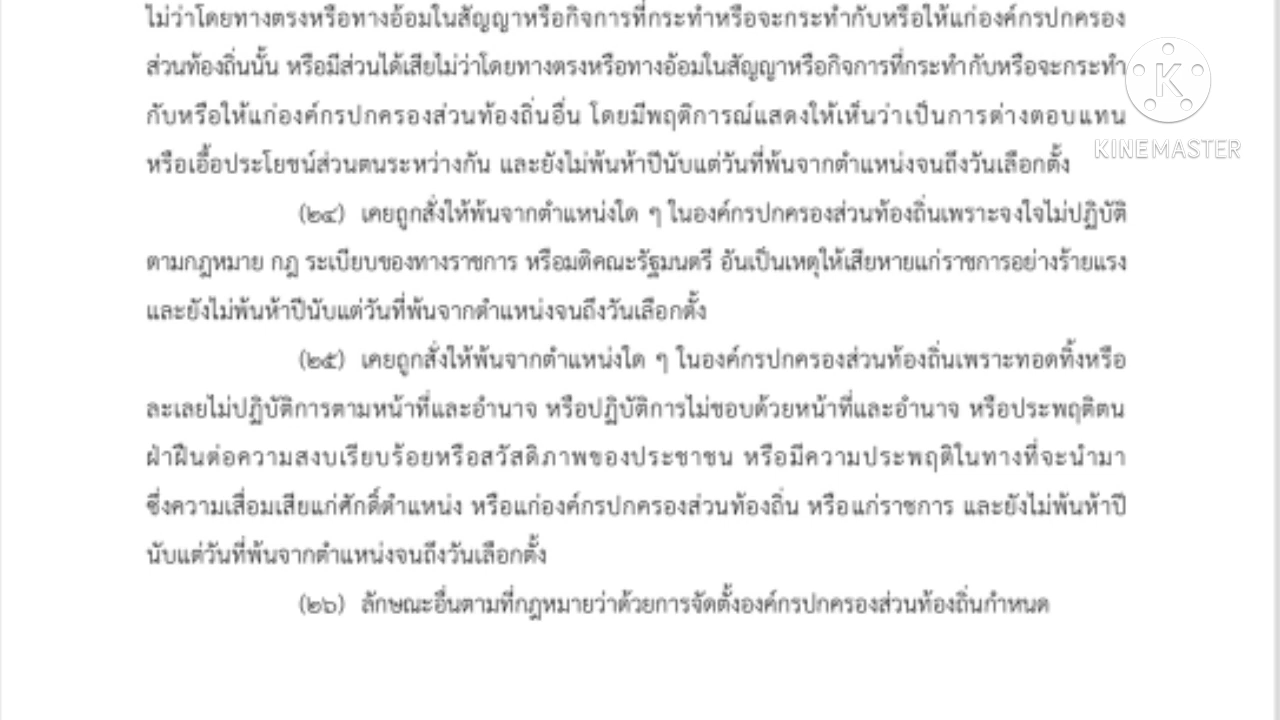 ไม่ว่าโดยทางตรงหรือทางอ้อมในสัญญาหรือกิจการที่กระทำหรือจะกระทำกับหรือให้แก่องค์กรปกครอง
ส่วนท้องถิ่นนั้น หรือมีส่วนได้เสียไม่ว่าโดยทางตรงหรือทางอ้อมในสัญญาหรือกิจการที่กระทำกับหรือจะกระทำ
กับหรือให้แก่องค์กรปกครองส่วนท้องถิ่นอื่น โดยมีพฤติการณ์แสดงให้เห็นว่าเป็นการต่างตอบแทน
หรือเอื้อประโยชน์ส่วนตนระหว่างกัน และยังไม่พ้นห้าปีนับแต่วันที่พ้นจากตำแหน่งจนถึงวันเลือกตั้ง
(๒๔) เคยถูกสั่งให้พ้นจากตำแหน่งใด ๆ ในองค์กรปกครองส่วนท้องถิ่นเพราะจงใจไม่ปฏิบัติ
ตามกฎหมาย กฎ ระเบียบของทางราชการ หรือมติคณะรัฐมนตรี อันเป็นเหตุให้เสียหายแก่ราชการอย่างร้ายแรง
และยังไม่พ้นห้าปีนับแต่วันที่พ้นจากตำแหน่งจนถึงวันเลือกตั้ง
(๒๕) เคยถูกสั่งให้พ้นจากตำแหน่งใด ๆ ในองค์กรปกครองส่วนท้องถิ่นเพราะทอดทิ้งหรือ
ละเลยไม่ปฏิบัติการตามหน้าที่และอำนาจ หรือปฏิบัติการไม่ชอบด้วยหน้าที่และอำนาจ หรือประพฤติตน
ฝ่าฝืนต่อความสงบเรียบร้อยหรือสวัสดิภาพของประชาชน หรือมีความประพฤติในทางที่จะนำมา
ซึ่งความเสื่อมเสียแก่ศักดิ์ตำแหน่ง หรือแก่องค์กรปกครองส่วนท้องถิ่น หรือแก่ราชการ และยังไม่พ้นห้าปี
นับแต่วันที่พ้นจากตำแหน่งจนถึงวันเลือกตั้ง
(๒๖) ลักษณะอื่นตามที่กฎหมายว่าด้วยการจัดตั้งองค์กรปกครองส่วนท้องถิ่นกำหนด
K
KINEMASTER